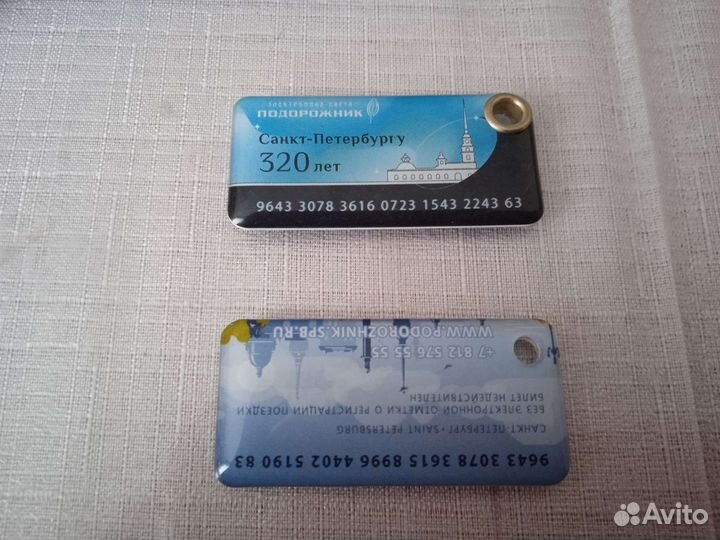 ЭЛЕКТРОННАЯ КАРТА
ПОДОРОЖНИК
Санкт-Петербургу
320 лет
9643 3078 3616 0723 1543 2243 63
9643 3078 3615 8996 4402 5190 83
САНКТ-ПЕТЕРБУРГ • SAINT PETERSBURG
БЕЗ ЭЛЕКТРОННОЙ ОТМЕТКИ О РЕГИСТРАЦИИ ПОЕЗДКИ
БИЛЕТ НЕДЕЙСТВИТЕЛЕН
+7 812 576 55 55
WWW.PODOROZHNIK.SPB.RU
Avito